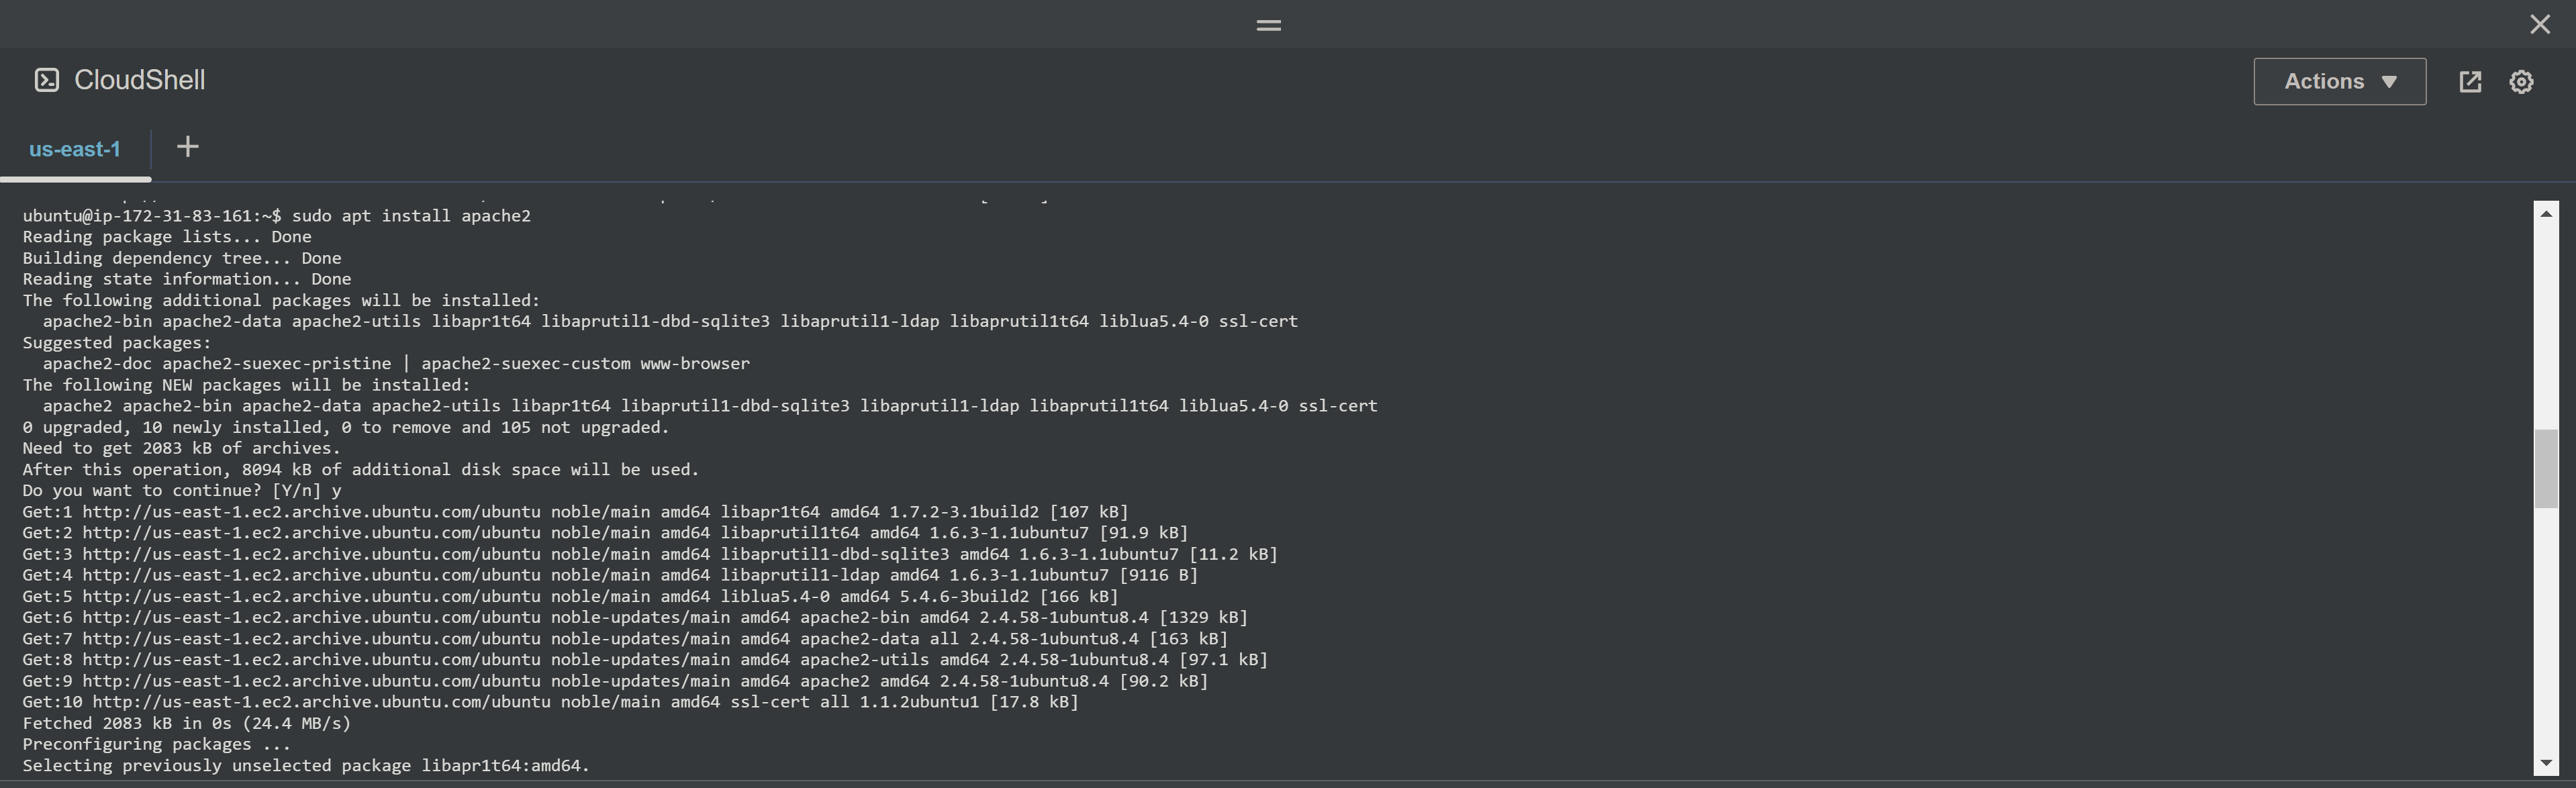 CloudShell
Actions
us-east-1
ubuntu@ip-172-31-83-161:~$ sudo apt install apache2
Reading package lists... Done
Building dependency tree... Done
Reading state information... Done
The following additional packages will be installed:
  apache2-bin apache2-data apache2-utils libapr1t64 libaprutil1-dbd-sqlite3 libaprutil1-ldap libaprutil1t64 liblua5.4-0 ssl-cert
Suggested packages:
  apache2-doc apache2-suexec-pristine | apache2-suexec-custom www-browser
The following NEW packages will be installed:
  apache2 apache2-bin apache2-data apache2-utils libapr1t64 libaprutil1-dbd-sqlite3 libaprutil1-ldap libaprutil1t64 liblua5.4-0 ssl-cert
0 upgraded, 10 newly installed, 0 to remove and 105 not upgraded.
Need to get 2083 kB of archives.
After this operation, 8094 kB of additional disk space will be used.
Do you want to continue? [Y/n] y
Get:1 http://us-east-1.ec2.archive.ubuntu.com/ubuntu noble/main amd64 libapr1t64 amd64 1.7.2-3.1build2 [107 kB]
Get:2 http://us-east-1.ec2.archive.ubuntu.com/ubuntu noble/main amd64 libaprutil1t64 amd64 1.6.3-1.1ubuntu7 [91.9 kB]
Get:3 http://us-east-1.ec2.archive.ubuntu.com/ubuntu noble/main amd64 libaprutil1-dbd-sqlite3 amd64 1.6.3-1.1ubuntu7 [11.2 kB]
Get:4 http://us-east-1.ec2.archive.ubuntu.com/ubuntu noble/main amd64 libaprutil1-ldap amd64 1.6.3-1.1ubuntu7 [9116 B]
Get:5 http://us-east-1.ec2.archive.ubuntu.com/ubuntu noble/main amd64 liblua5.4-0 amd64 5.4.6-3build2 [166 kB]
Get:6 http://us-east-1.ec2.archive.ubuntu.com/ubuntu noble-updates/main amd64 apache2-bin amd64 2.4.58-1ubuntu8.4 [1329 kB]
Get:7 http://us-east-1.ec2.archive.ubuntu.com/ubuntu noble-updates/main amd64 apache2-data all 2.4.58-1ubuntu8.4 [163 kB]
Get:8 http://us-east-1.ec2.archive.ubuntu.com/ubuntu noble-updates/main amd64 apache2-utils amd64 2.4.58-1ubuntu8.4 [97.1 kB]
Get:9 http://us-east-1.ec2.archive.ubuntu.com/ubuntu noble-updates/main amd64 apache2 amd64 2.4.58-1ubuntu8.4 [90.2 kB]
Get:10 http://us-east-1.ec2.archive.ubuntu.com/ubuntu noble/main amd64 ssl-cert all 1.1.2ubuntu1 [17.8 kB]
Fetched 2083 kB in 0s (24.4 MB/s)
Preconfiguring packages ...
Selecting previously unselected package libapr1t64:amd64.